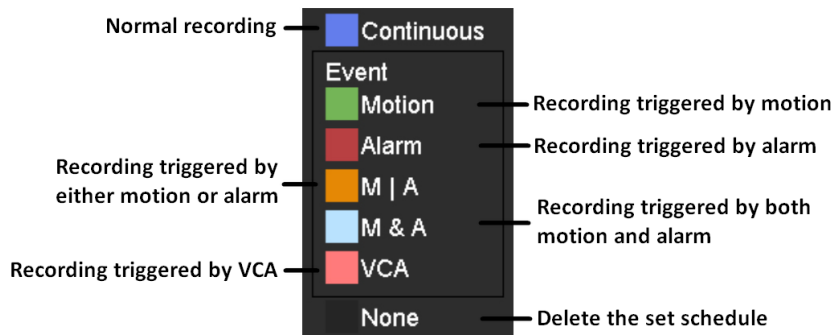 Normal recording
Continuous
Event
Motion
Recording triggered by motion
Alarm
Recording triggered by alarm
Recording triggered by
either motion or alarm
M | A
M & A
Recording triggered by both
motion and alarm
Recording triggered by VCA
VCA
None
Delete the set schedule